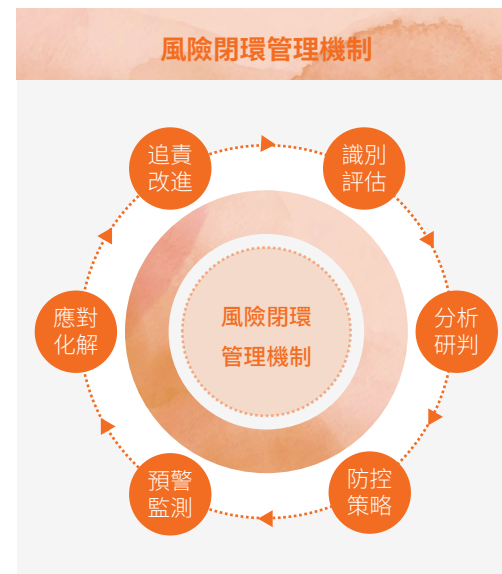 風險閉環管理機制
追責
改進
識別
評估
分析
研判
防控
策略
預警
監測
應對
化解
風險閉環
管理機制